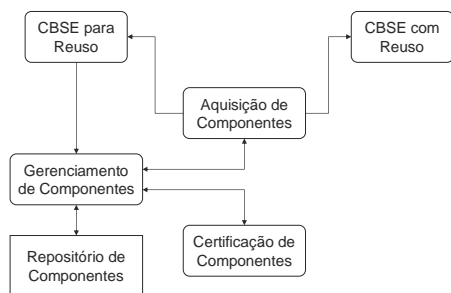 CBSE para
Reuso
CBSE com
Reuso
Aquisição de
Componentes
Gerenciamento
de Componentes
Certificação de
Componentes
Repositório de
Componentes